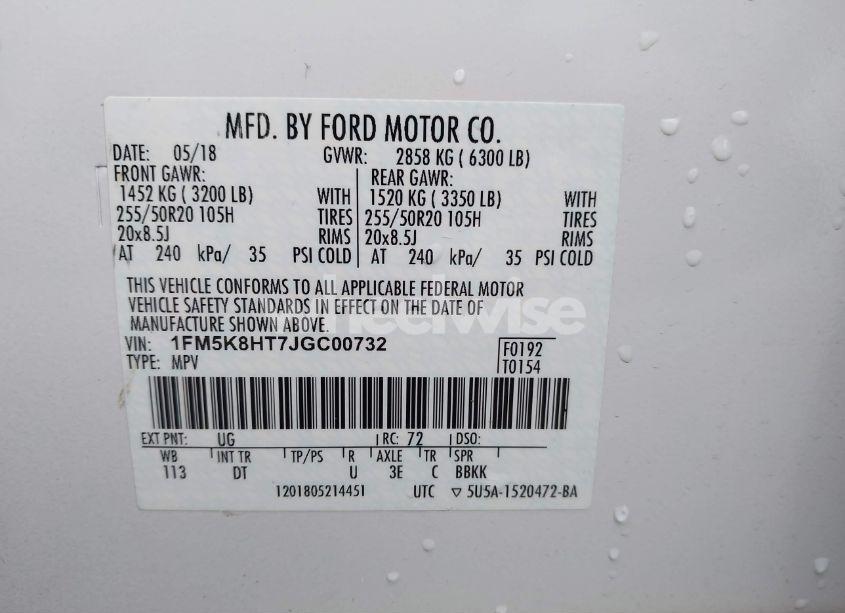 MFD. BY FORD MOTOR CO.
DATE: 05/18 GVWR: 2858 KG ( 6300 LB)
FRONT GAWR: REAR GAWR:
1452 KG ( 3200 LB) WITH 1520 KG ( 3350 LB) WITH
255/50R20 105H TIRES 255/50R20 105H TIRES
20x8.5J RIMS 20x8.5J RIMS
AT 240 kPa/ 35 PSI COLD AT 240 kPa/ 35 PSI COLD
THIS VEHICLE CONFORMS TO ALL APPLICABLE FEDERAL MOTOR
VEHICLE SAFETY STANDARDS IN EFFECT ON THE DATE OF
MANUFACTURE SHOWN ABOVE.
VIN: 1FM5K8HT7JGC00732 F0192
TYPE: MPV T0154
EXT PNT: UG RC: 72 DSO:
WB INT TR TP/PS R AXLE TR SPR
113 DT U 3E C BBKK
1201805214451 UTC ▽ 5U5A-1520472-BA